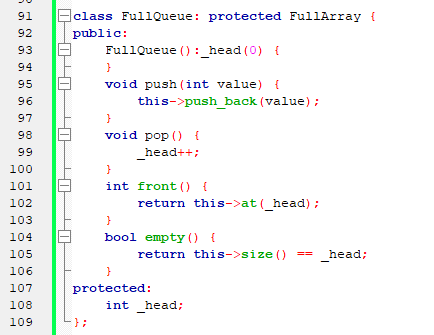 91 class FullQueue: protected FullArray {
92 public:
93 FullQueue():_head(0) {
94 }
95 void push(int value) {
96 this->push_back(value);
97 }
98 void pop() {
99 _head++;
100 }
101 int front() {
102 return this->at(_head);
103 }
104 bool empty() {
105 return this->size() == _head;
106 }
107 protected:
108 int _head;
109 };